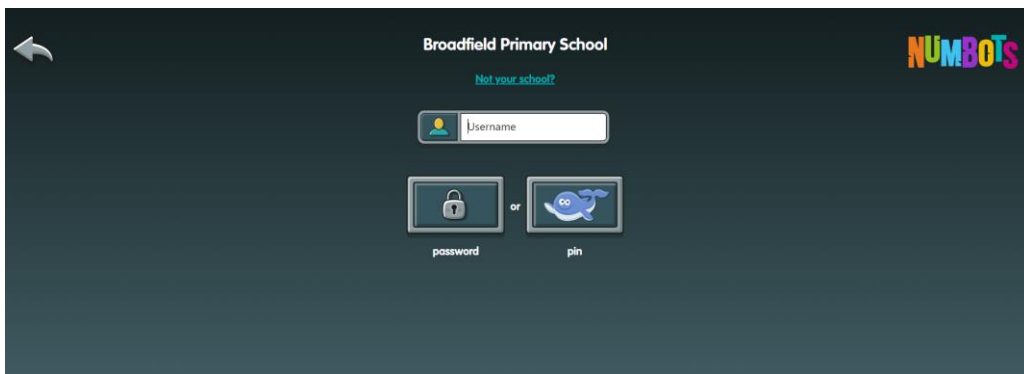 Broadfield Primary School
NUMBOTS
Not your school?
Username
or
password
pin